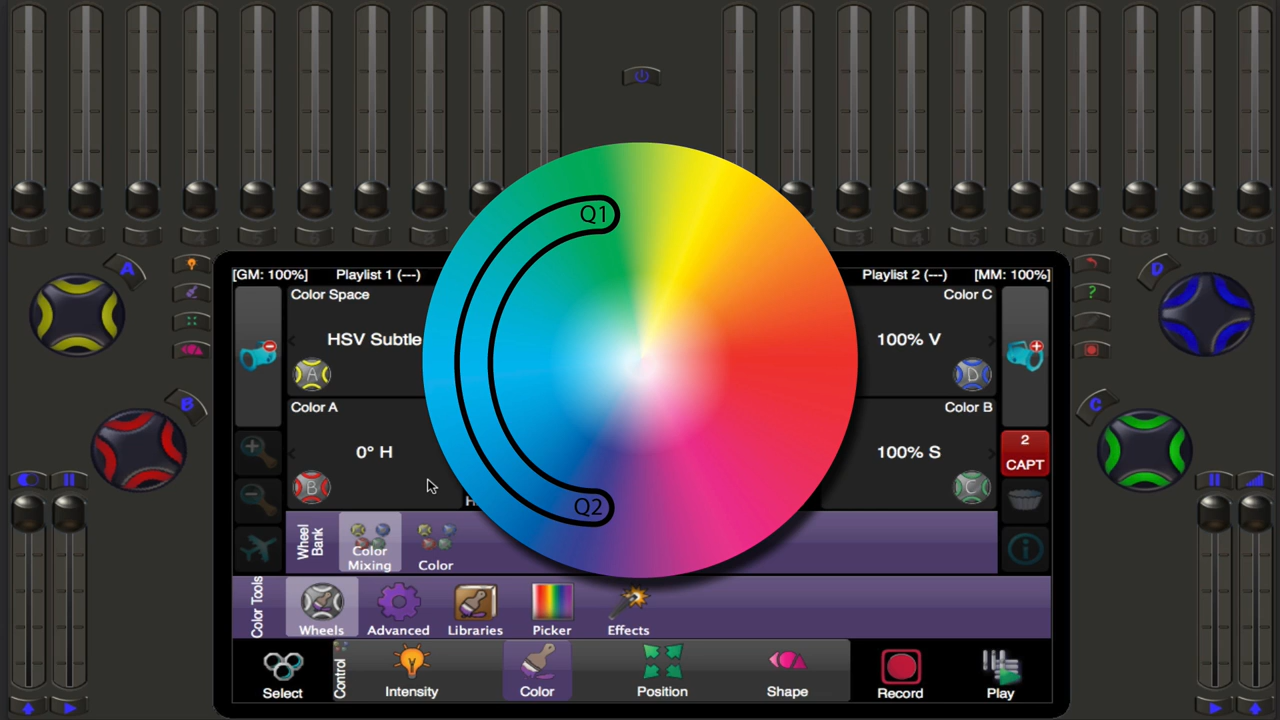 [GM: 100%] Playlist 1 (---) Playlist 2 (---) [MM: 100%]
Color Space Color C
HSV Subtle 100% V
A D
Color A Color B
0° H 100% S
B C
H
Q1
Q2
2
CAPT
A
B
D
C
?
Wheel
Bank
Color
Mixing
Color
Color Tools
Wheels Advanced Libraries Picker Effects
Control
Select Intensity Color Position Shape Record Play